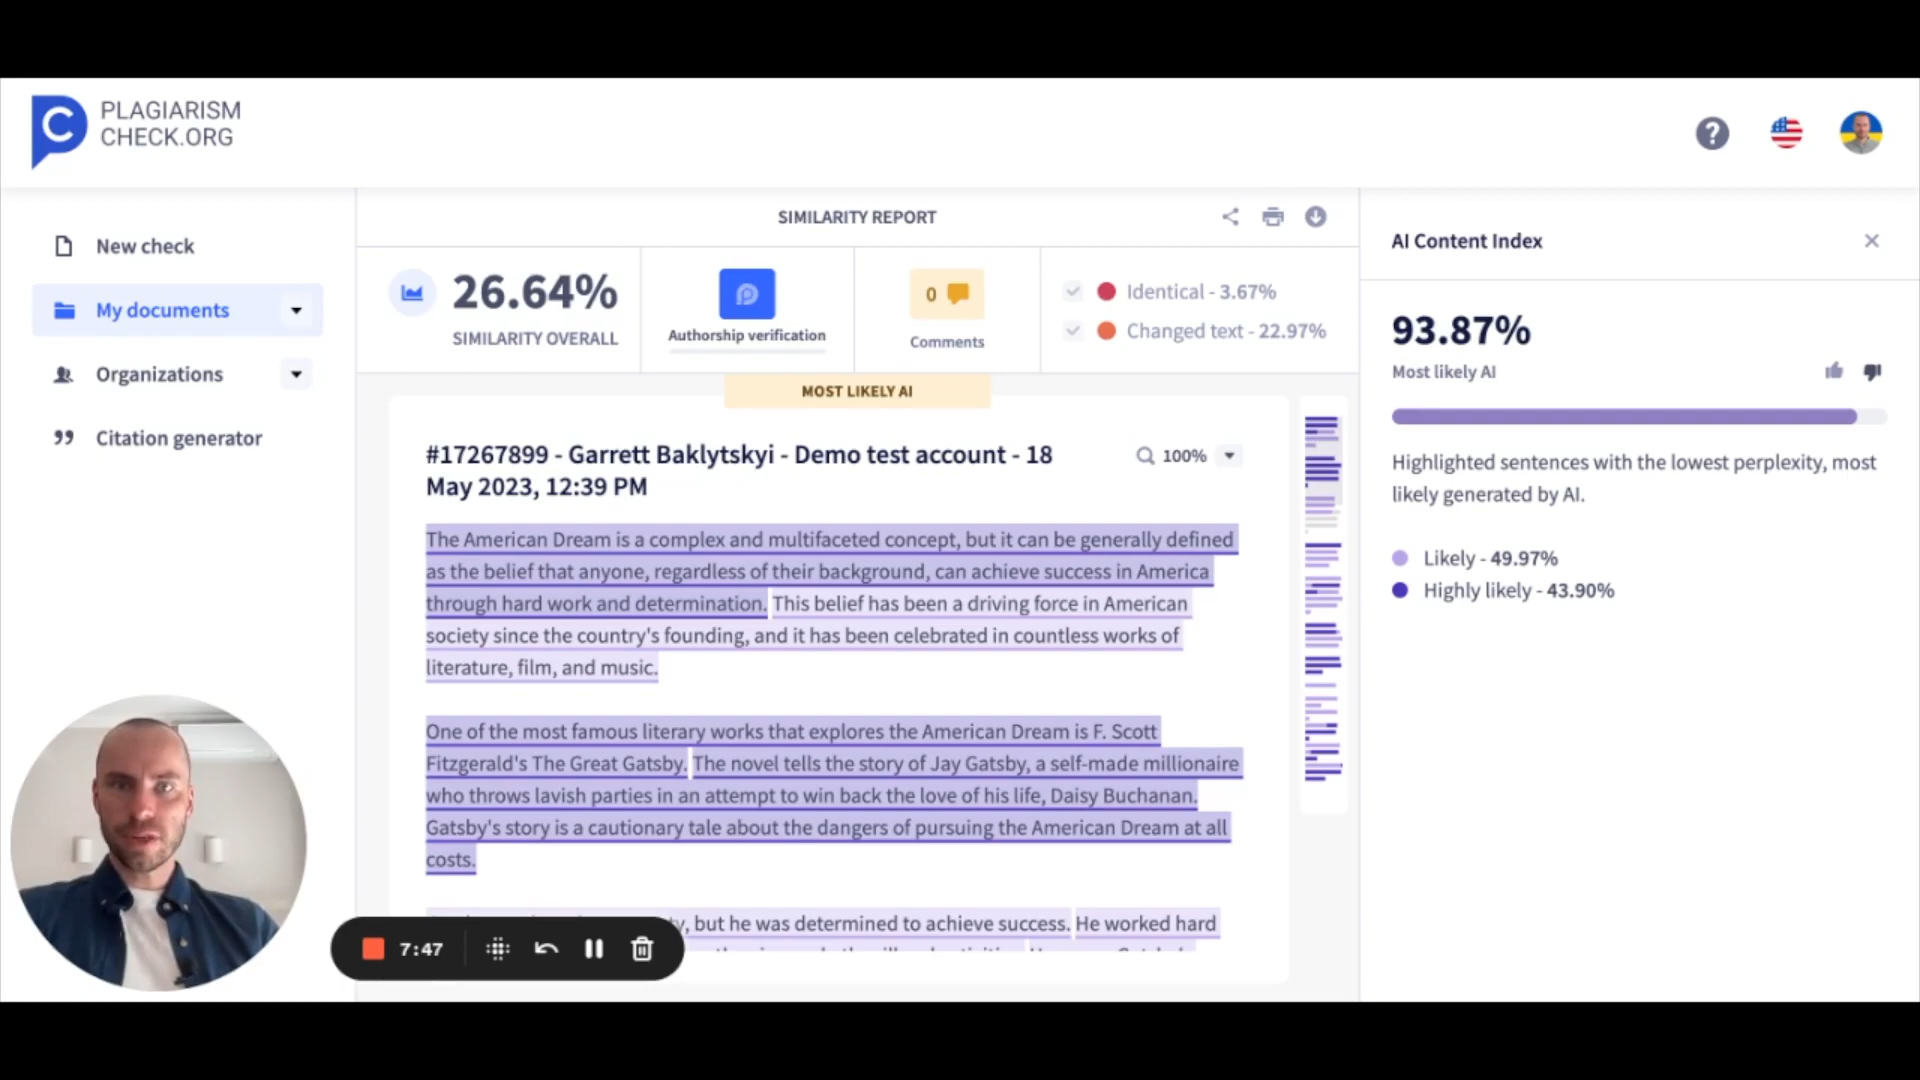 PLAGIARISM
CHECK.ORG
?
New check
My documents
Organizations
Citation generator
SIMILARITY REPORT
26.64%
SIMILARITY OVERALL
Authorship verification
0
Comments
Identical - 3.67%
Changed text - 22.97%
MOST LIKELY AI
#17267899 - Garrett Baklytskyi - Demo test account - 18
May 2023, 12:39 PM
100%
The American Dream is a complex and multifaceted concept, but it can be generally defined
as the belief that anyone, regardless of their background, can achieve success in America
through hard work and determination. This belief has been a driving force in American
society since the country's founding, and it has been celebrated in countless works of
literature, film, and music.
One of the most famous literary works that explores the American Dream is F. Scott
Fitzgerald's The Great Gatsby. The novel tells the story of Jay Gatsby, a self-made millionaire
who throws lavish parties in an attempt to win back the love of his life, Daisy Buchanan.
Gatsby's story is a cautionary tale about the dangers of pursuing the American Dream at all
costs.
but he was determined to achieve success. He worked hard
7:47
AI Content Index
93.87%
Most likely AI
Highlighted sentences with the lowest perplexity, most
likely generated by AI.
Likely - 49.97%
Highly likely - 43.90%